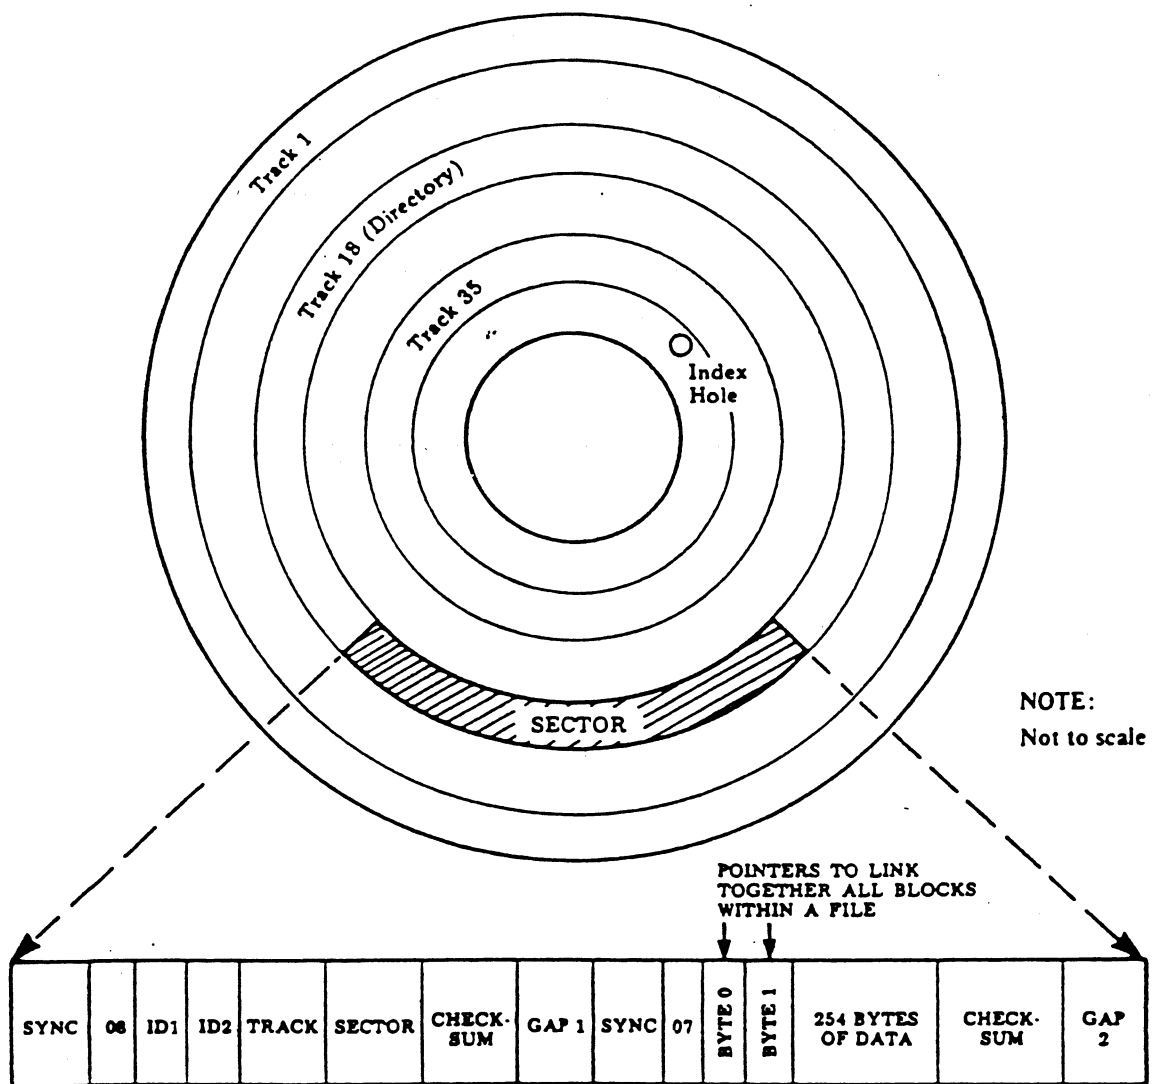 Track 1
Track 18 (Directory)
Track 35
Index
Hole
SECTOR
NOTE:
Not to scale
POINTERS TO LINK
TOGETHER ALL BLOCKS
WITHIN A FILE
SYNC
08
ID1
ID2
TRACK
SECTOR
CHECK-
SUM
GAP 1
SYNC
07
BYTE 0
BYTE 1
254 BYTES
OF DATA
CHECK-
SUM
GAP
2